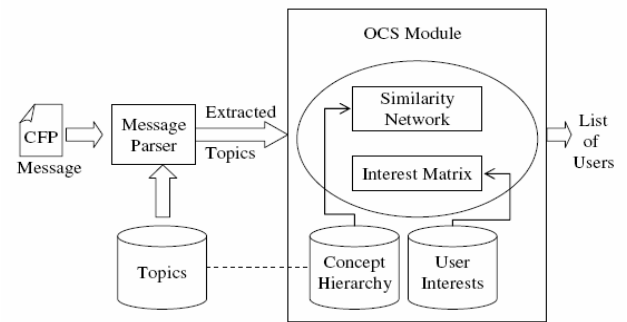 OCS Module
CFP
Message
Message
Parser
Extracted
Topics
Similarity
Network
Interest Matrix
List
of
Users
Topics
Concept
Hierarchy
User
Interests